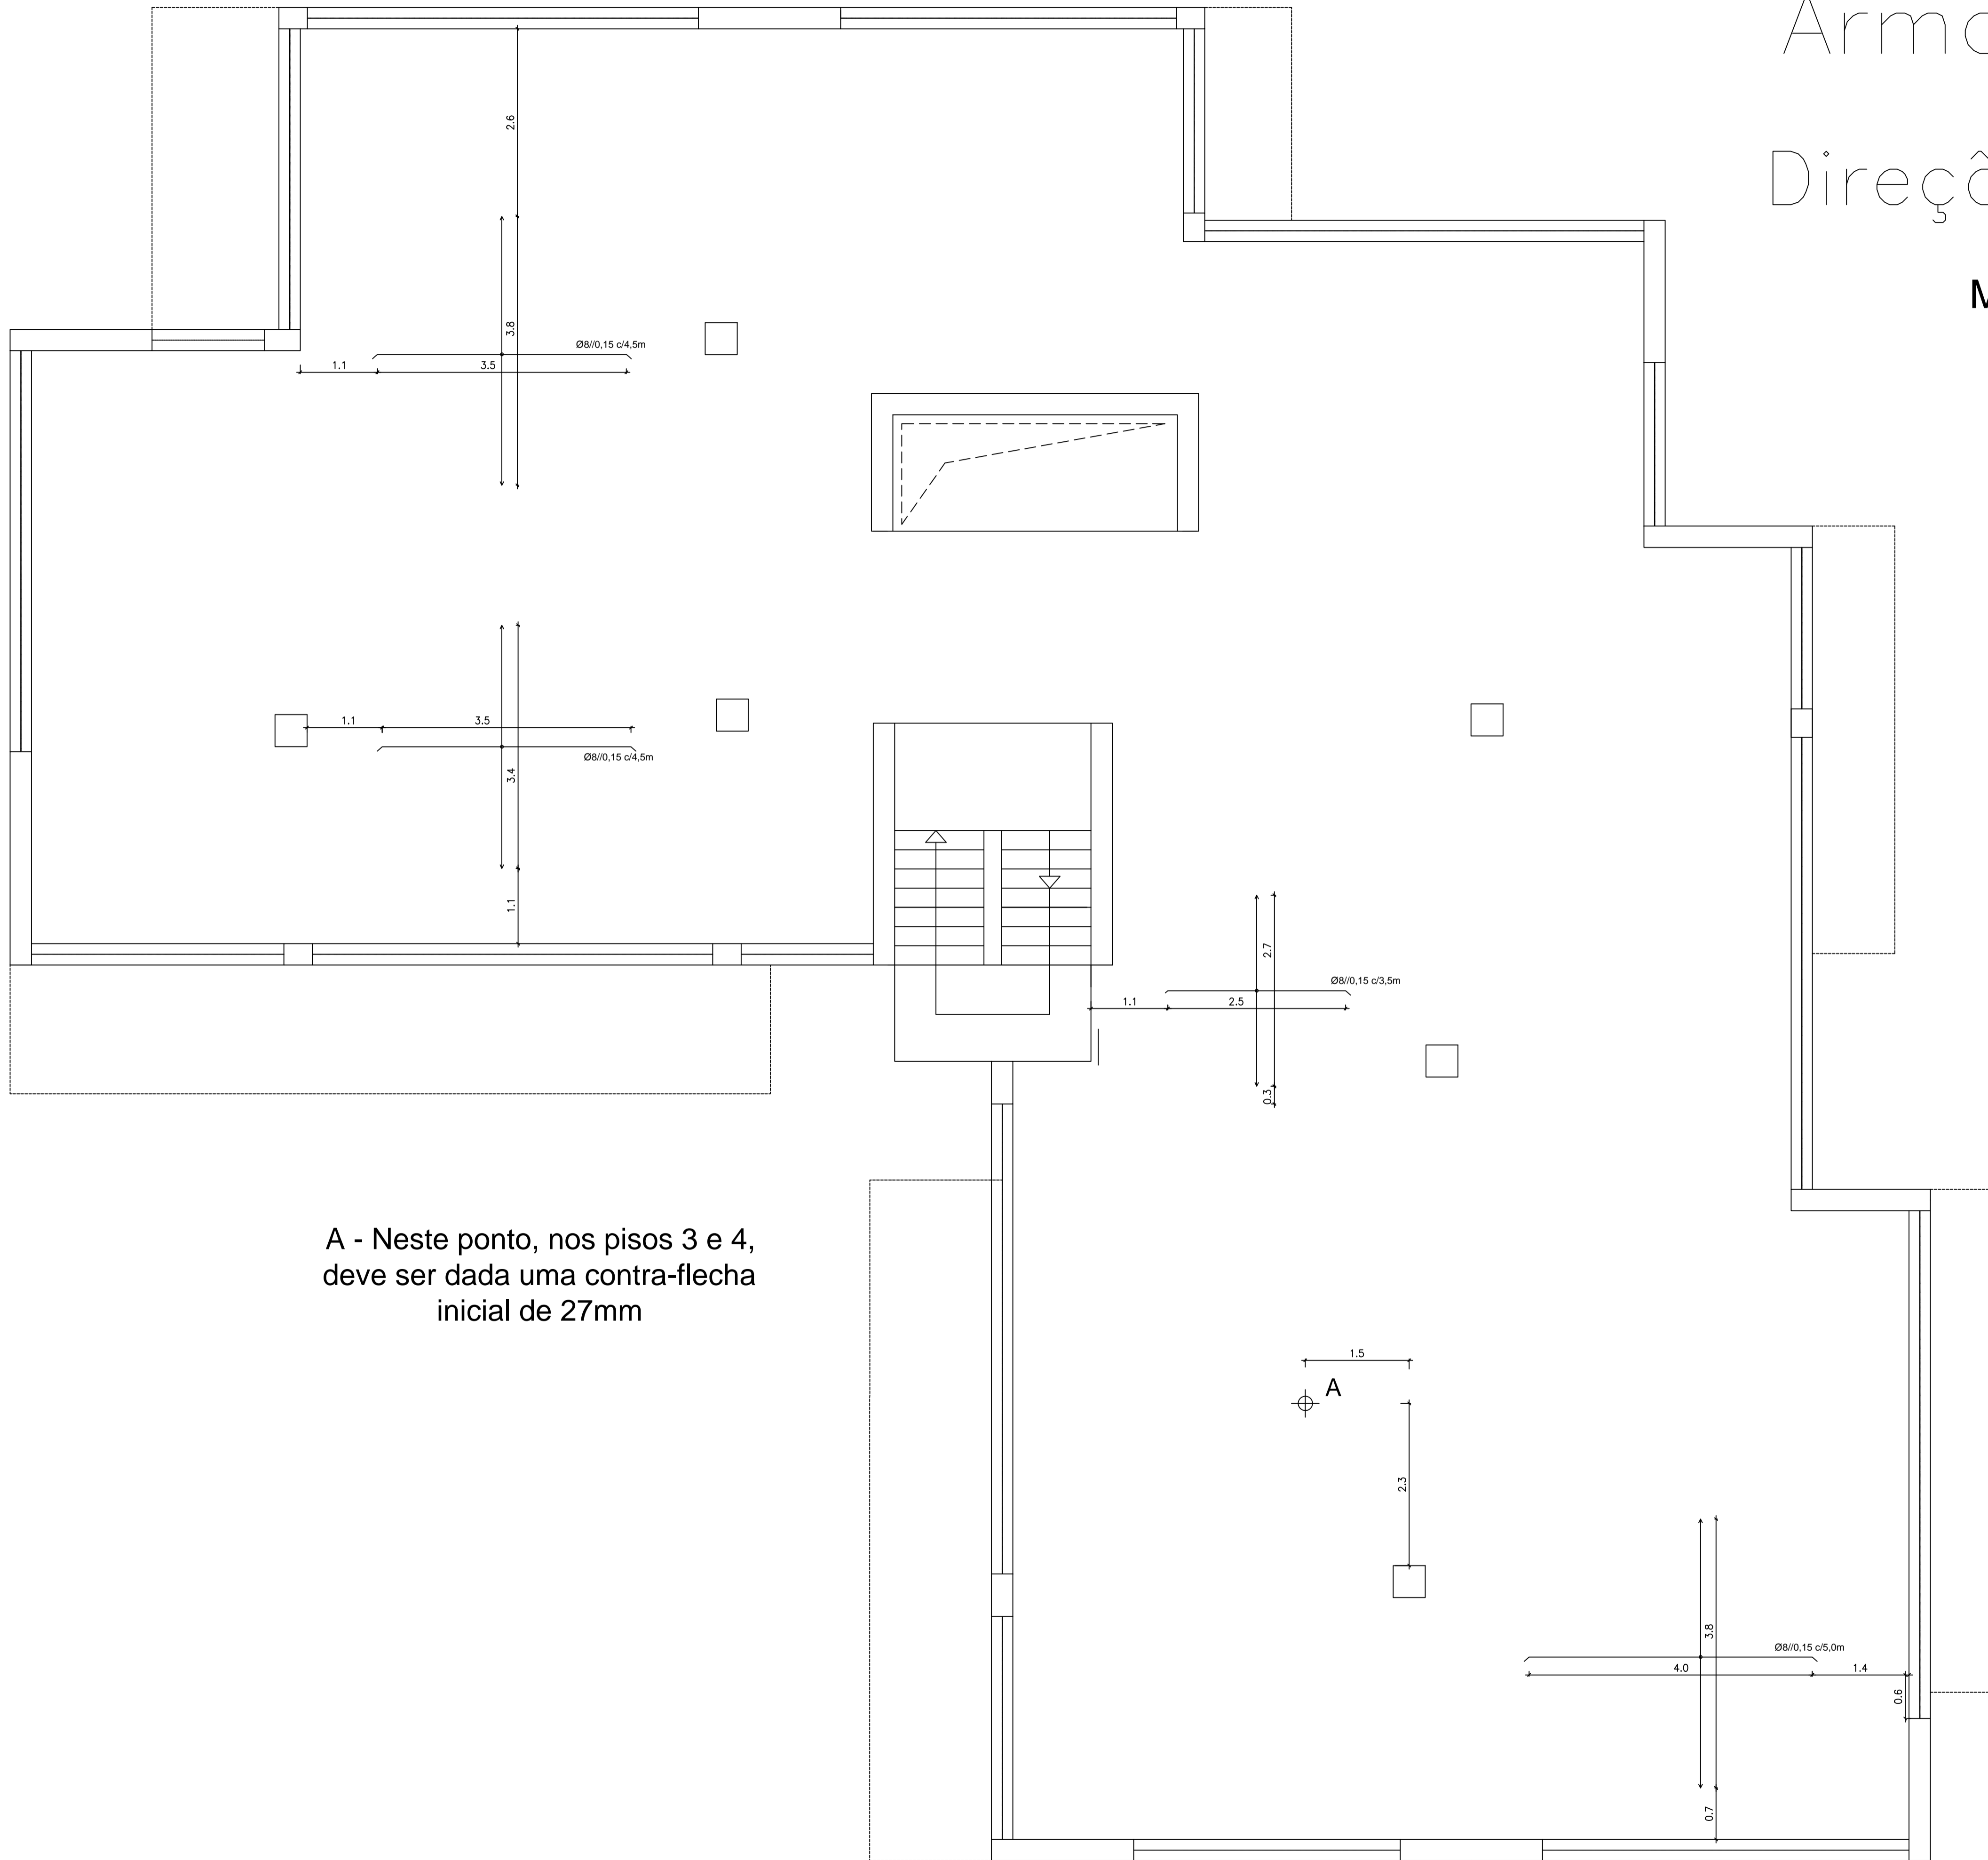 2.6
3.8
Ø8//0,15 c/4,5m
1.1
3.5
1.1
3.5
Ø8//0,15 c/4,5m
3.4
1.1
2.7
Ø8//0,15 c/3,5m
1.1
2.5
0.3
A - Neste ponto, nos pisos 3 e 4,
deve ser dada uma contra-flecha
inicial de 27mm
1.5
A
2.3
3.8
Ø8//0,15 c/5,0m
4.0
1.4
0.6
0.7